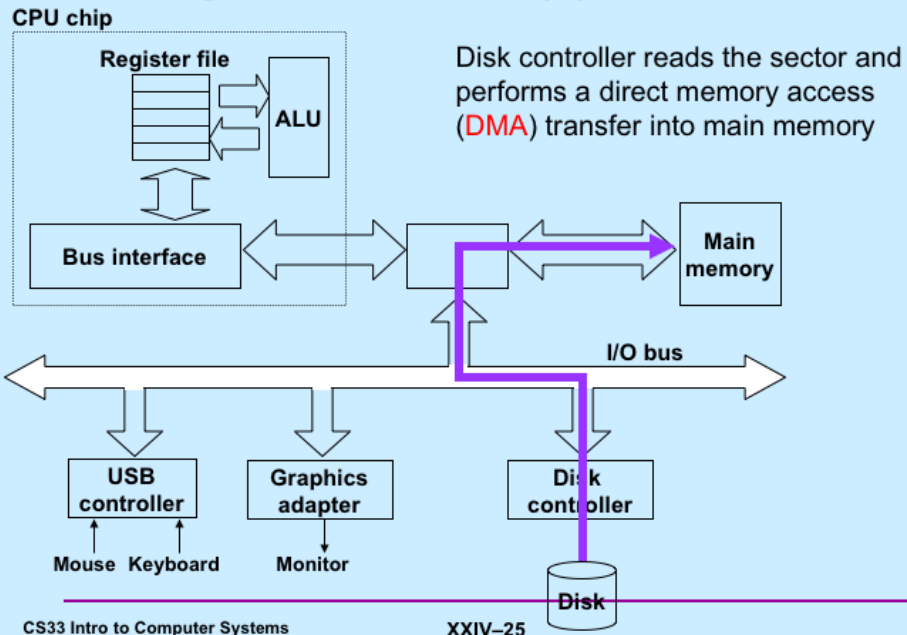 CPU chip
Register file
ALU
Disk controller reads the sector and
performs a direct memory access
(DMA) transfer into main memory
Bus interface
Main
memory
I/O bus
USB
controller
Graphics
adapter
Disk
controller
Mouse
Keyboard
Monitor
Disk
CS33 Intro to Computer Systems
XXIV–25